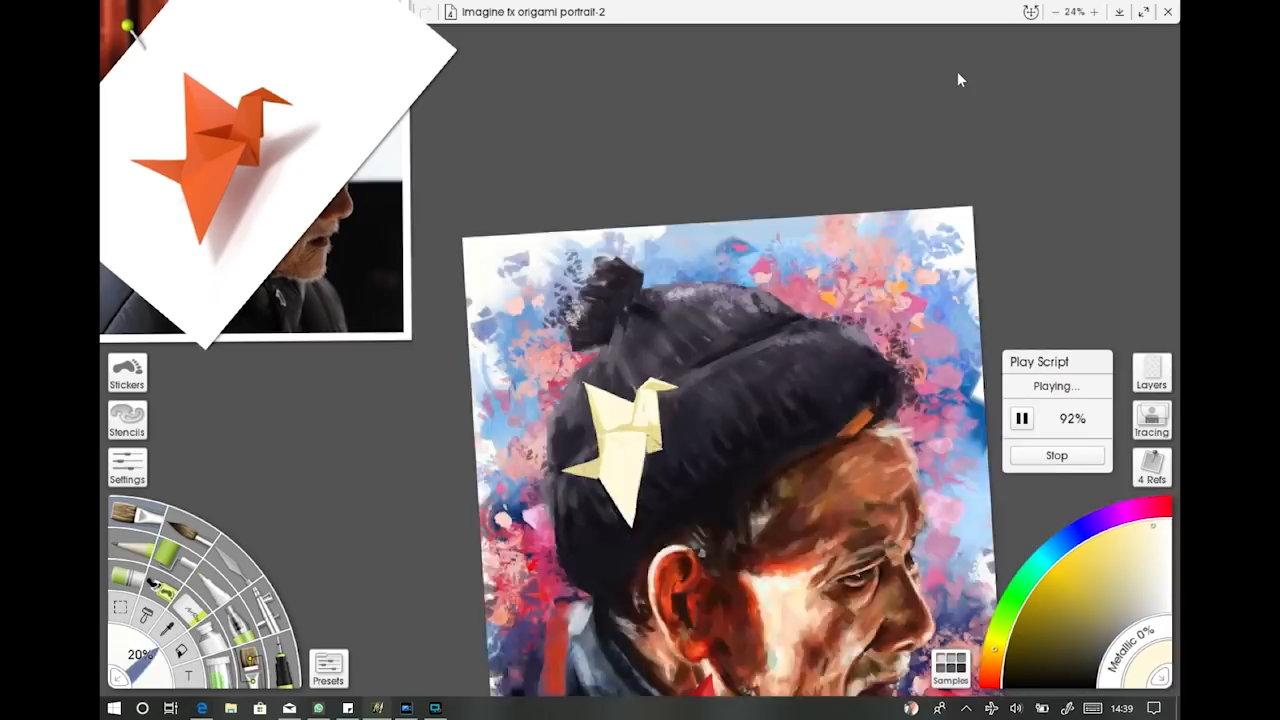 Imagine fx origami portrait-2
24%
Play Script
Playing...
92%
Stop
Stickers
Stencils
Settings
Layers
Tracing
4 Refs
20%
T
Presets
Samples
Metallic 0%
14:39